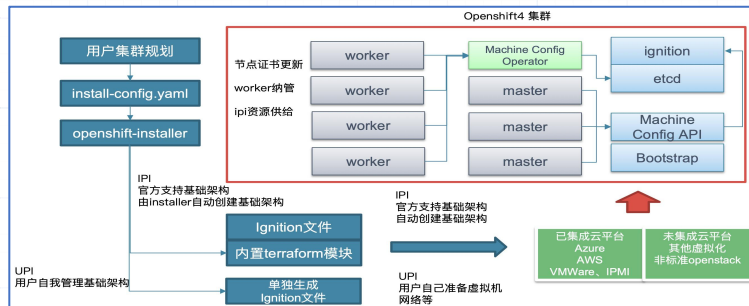 Openshift4 集群
用户集群规划
install-config.yaml
openshift-installer
节点证书更新
worker纳管
ipi资源供给
worker
worker
worker
worker
Machine Config
Operator
master
master
master
ignition
etcd
Machine
Config API
Bootstrap
IPI
官方支持基础架构
由installer自动创建基础架构
UPI
用户自我管理基础架构
Ignition文件
内置terraform模块
单独生成
Ignition文件
IPI
官方支持基础架构
自动创建基础架构
UPI
用户自己准备虚拟机
网络等
已集成云平台
Azure
AWS
VMWare、IPMI
未集成云平台
其他虚拟化
非标准openstack